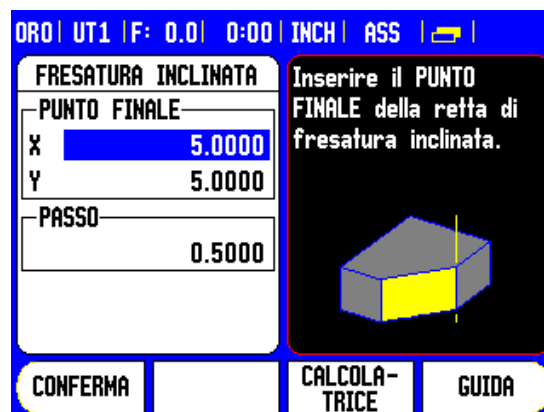 ORO| UT1 |F: 0.0| 0:00| INCH| ASS | |
FRESATURA INCLINATA
PUNTO FINALE
X 5.0000
Y 5.0000
PASSO
0.5000
Inserire il PUNTO
FINALE della retta di
fresatura inclinata.
CONFERMA
CALCOLA-
TRICE
GUIDA